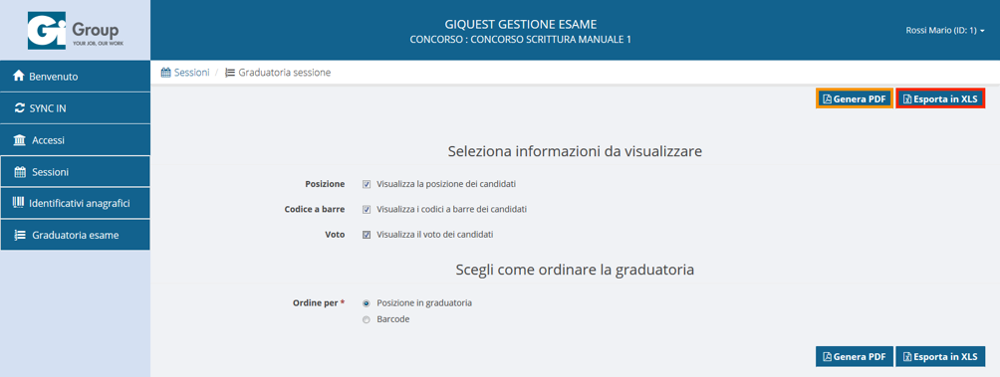 Gi Group
YOUR JOB, OUR WORK
GIQUEST GESTIONE ESAME
CONCORSO : CONCORSO SCRITTURA MANUALE 1
Rossi Mario (ID: 1)
Benvenuto
SYNC IN
Accessi
Sessioni
Identificativi anagrafici
Graduatoria esame
Sessioni / Graduatoria sessione
Genera PDF Esporta in XLS
Seleziona informazioni da visualizzare
Posizione Visualizza la posizione dei candidati
Codice a barre Visualizza i codici a barre dei candidati
Voto Visualizza il voto dei candidati
Scegli come ordinare la graduatoria
Ordine per * Posizione in graduatoria
Barcode
Genera PDF Esporta in XLS